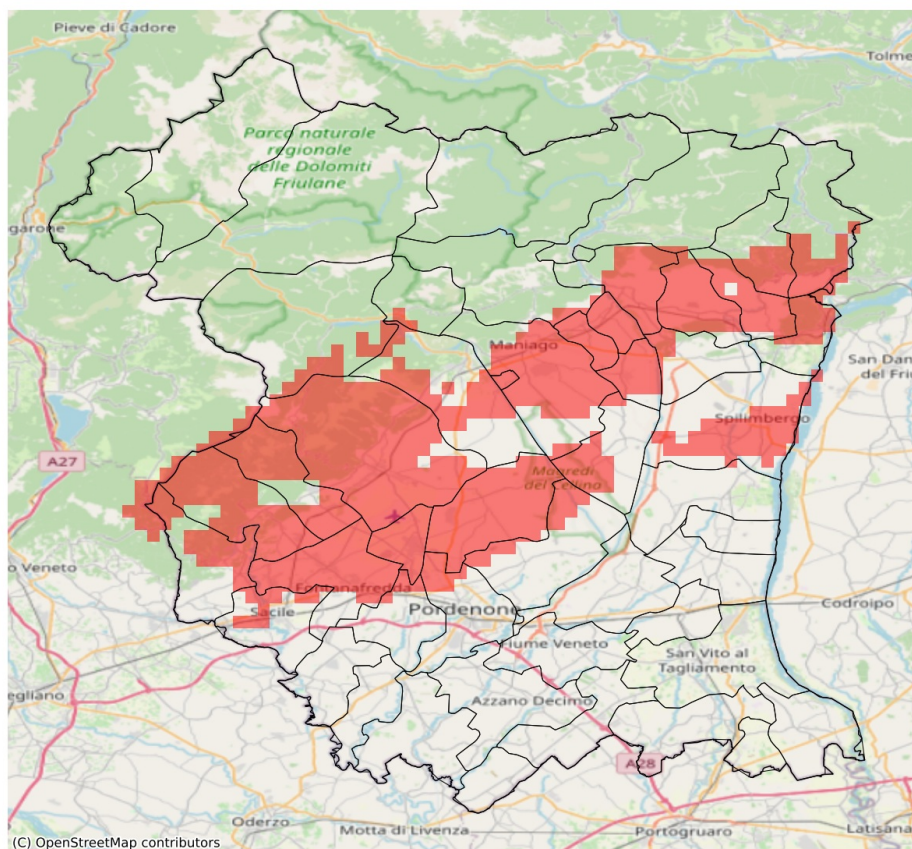 Pieve di Cadore
Tolme
Parco naturale
regionale
delle Dolomiti
Friulane
garone
Maniago
San Dan
del Friu
Spilimbergo
A27
Magredi
del Cellina
o Veneto
Fontanafredda
Sacile
Pordenone
Codroipo
Fiume Veneto
San Vito al
Tagliamento
egliano
Azzano Decimo
A28
Oderzo
Motta di Livenza
Portogruaro
Latisana
(C) OpenStreetMap contributors